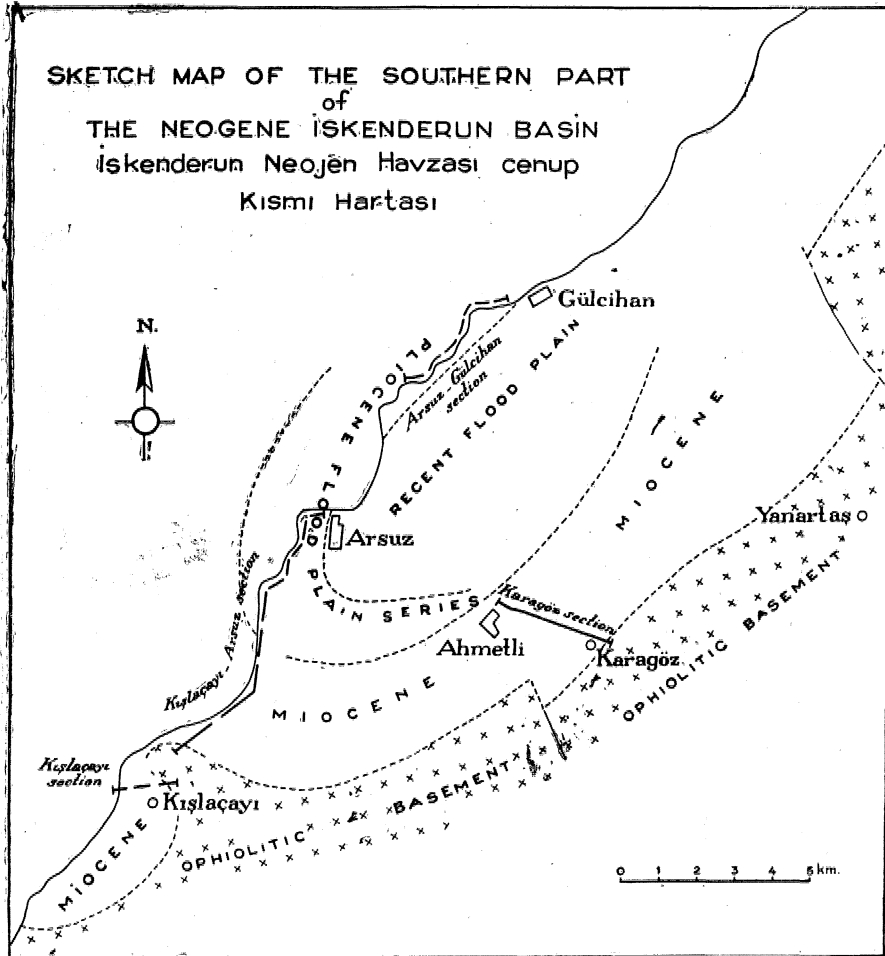 SKETCH MAP OF THE SOUTHERN PART
of
THE NEOGENE İSKENDERUN BASİN
İskenderun Neojen Havzası cenup
Kısmı Hartası
N.
Gülcihan
PLIOCENE FLOOD PLAIN SERIES
Arsuz-Gülcihan
section
RECENT FLOOD PLAIN
MIOCENE
Yanartaş
Arsuz
Kışlaçayı - Arsuz section
Karagöz section
Ahmetli
Karagöz
MIOCENE
OPHIOLITIC BASEMENT
Kışlaçayı
section
Kışlaçayı
MIOCENE
OPHIOLITIC BASEMENT
0 1 2 3 4 5 km.